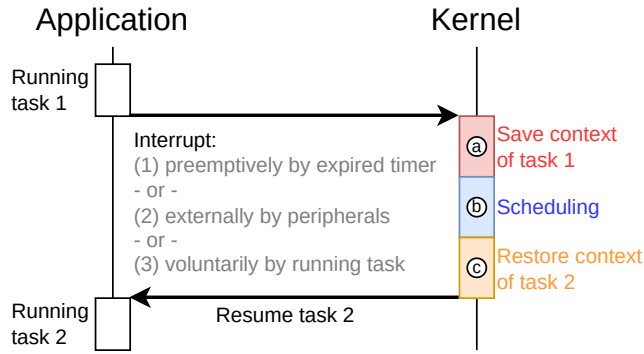 Application
Kernel
Running
task 1
Interrupt:
(1) preemptively by expired timer
- or -
(2) externally by peripherals
- or -
(3) voluntarily by running task
a
Save context
of task 1
b
Scheduling
c
Restore context
of task 2
Running
task 2
Resume task 2